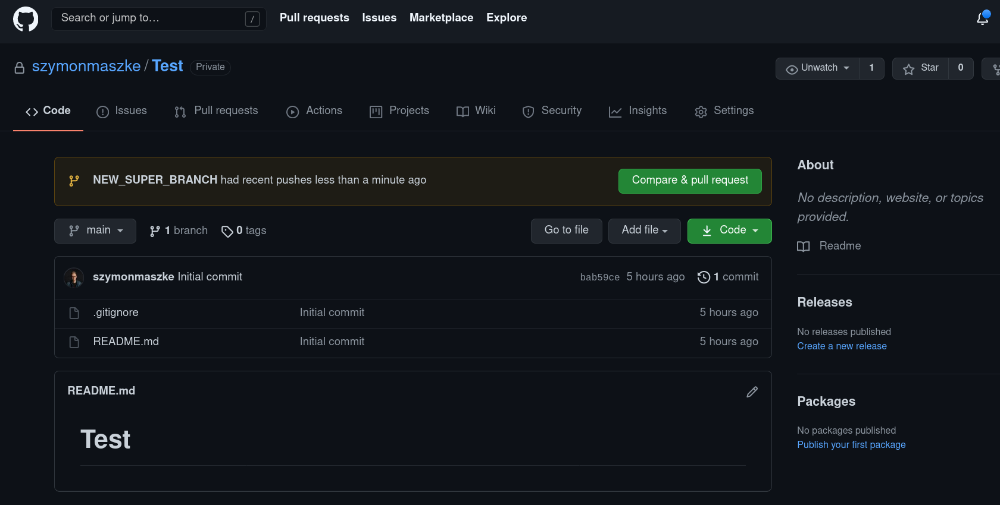 Search or jump to… / Pull requests Issues Marketplace Explore
szymonmaszke / Test Private
Unwatch 1 Star 0
Code Issues Pull requests Actions Projects Wiki Security Insights Settings
NEW_SUPER_BRANCH had recent pushes less than a minute ago Compare & pull request
main 1 branch 0 tags Go to file Add file Code
szymonmaszke Initial commit bab59ce 5 hours ago 1 commit
.gitignore Initial commit 5 hours ago
README.md Initial commit 5 hours ago
README.md
Test
About
No description, website, or topics
provided.
Readme
Releases
No releases published
Create a new release
Packages
No packages published
Publish your first package